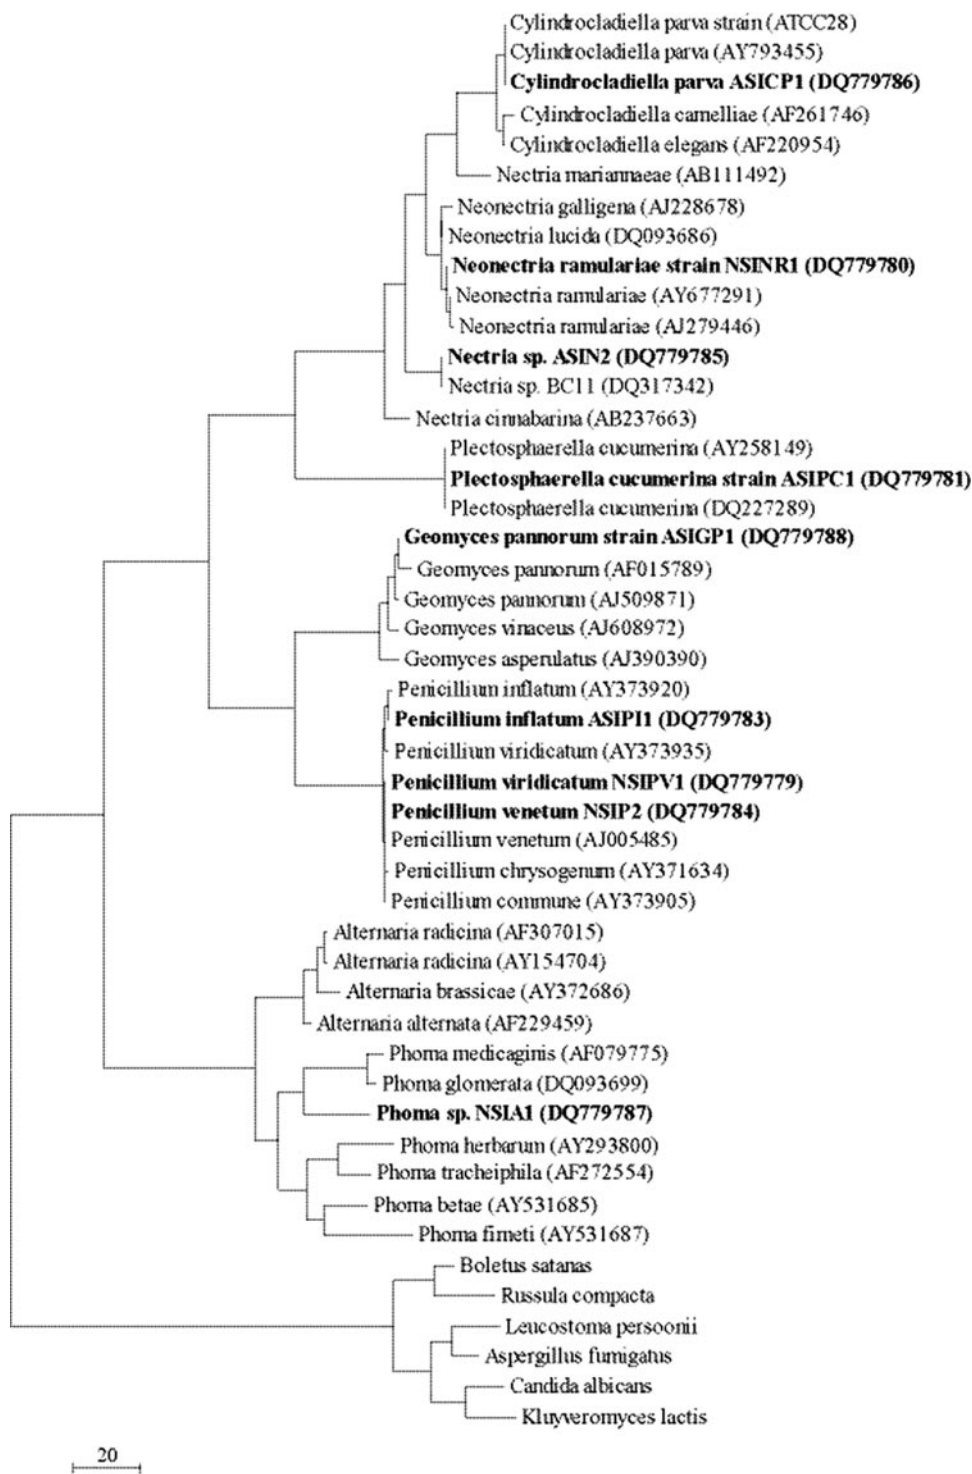 Cylindrocladiella parva strain (ATCC28)
Cylindrocladiella parva (AY793455)
Cylindrocladiella parva ASICP1 (DQ779786)
Cylindrocladiella camelliae (AF261746)
Cylindrocladiella elegans (AF220954)
Nectria mariannaeae (AB111492)
Neonectria galligena (AJ228678)
Neonectria lucida (DQ093686)
Neonectria ramulariae strain NSINR1 (DQ779780)
Neonectria ramulariae (AY677291)
Neonectria ramulariae (AJ279446)
Nectria sp. ASIN2 (DQ779785)
Nectria sp. BC11 (DQ317342)
Nectria cinnabarina (AB237663)
Plectosphaerella cucumerina (AY258149)
Plectosphaerella cucumerina strain ASIPC1 (DQ779781)
Plectosphaerella cucumerina (DQ227289)
Geomyces pannorum strain ASIGP1 (DQ779788)
Geomyces pannorum (AF015789)
Geomyces pannorum (AJ509871)
Geomyces vinaceus (AJ608972)
Geomyces asperulatus (AJ390390)
Penicillium inflatum (AY373920)
Penicillium inflatum ASIPI1 (DQ779783)
Penicillium viridicatum (AY373935)
Penicillium viridicatum NSIPV1 (DQ779779)
Penicillium venetum NSIP2 (DQ779784)
Penicillium venetum (AJ005485)
Penicillium chrysogenum (AY371634)
Penicillium commune (AY373905)
Alternaria radicina (AF307015)
Alternaria radicina (AY154704)
Alternaria brassicae (AY372686)
Alternaria alternata (AF229459)
Phoma medicaginis (AF079775)
Phoma glomerata (DQ093699)
Phoma sp. NSIA1 (DQ779787)
Phoma herbarum (AY293800)
Phoma tracheiphila (AF272554)
Phoma betae (AY531685)
Phoma fimeti (AY531687)
Boletus satanas
Russula compacta
Leucostoma persoonii
Aspergillus fumigatus
Candida albicans
Kluyveromyces lactis
20